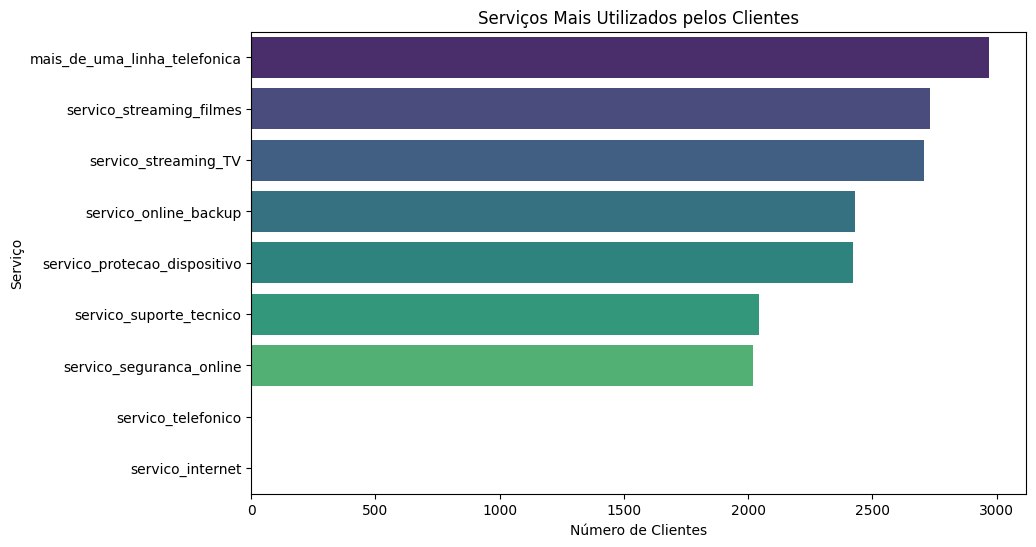 Serviços Mais Utilizados pelos Clientes
mais_de_uma_linha_telefonica
servico_streaming_filmes
servico_streaming_TV
servico_online_backup
servico_protecao_dispositivo
servico_suporte_tecnico
servico_seguranca_online
servico_telefonico
servico_internet
Serviço
0 500 1000 1500 2000 2500 3000
Número de Clientes